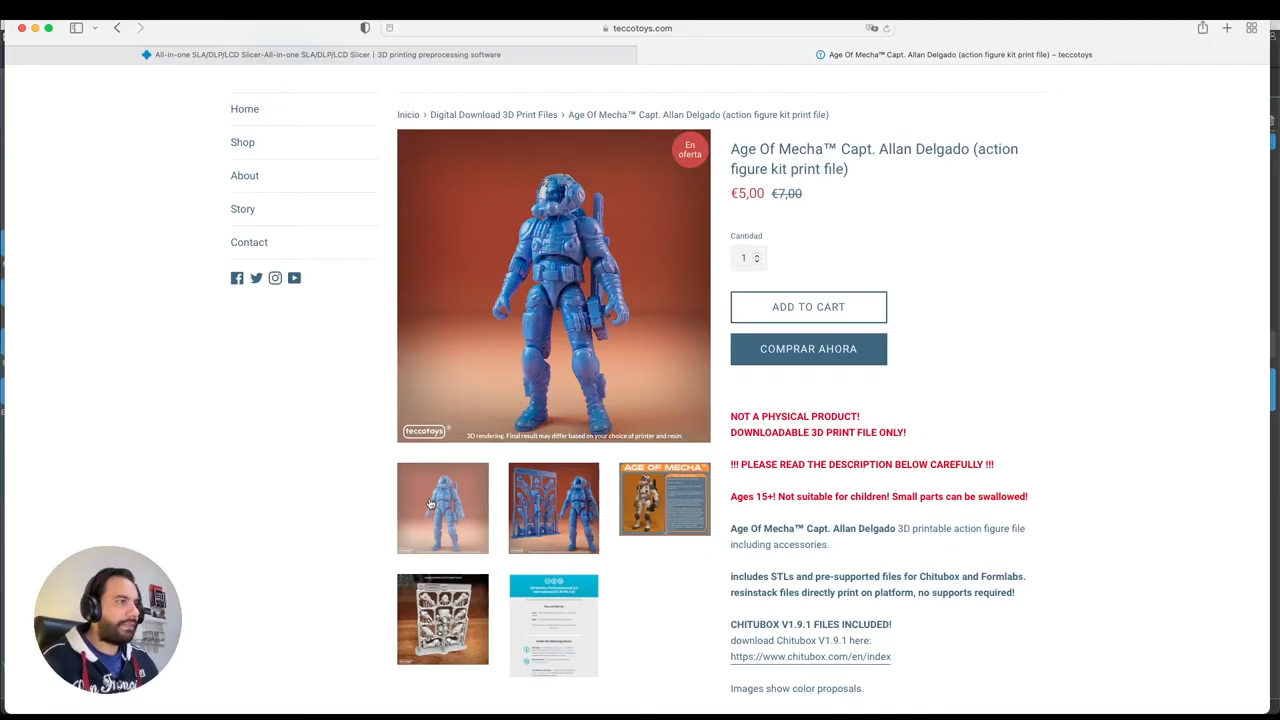 teccotoys.com
All-in-one SLA/DLP/LCD Slicer-All-in-one SLA/DLP/LCD Slicer | 3D printing preprocessing software
Age Of Mecha™ Capt. Allan Delgado (action figure kit print file) – teccotoys
Home
Shop
About
Story
Contact
Inicio › Digital Download 3D Print Files › Age Of Mecha™ Capt. Allan Delgado (action figure kit print file)
En
oferta
teccotoys®
3D rendering. Final result may differ based on your choice of printer and resin.
AGE OF MECHA™
Age Of Mecha™ Capt. Allan Delgado (action
figure kit print file)
€5,00 €7,00
Cantidad
1
ADD TO CART
COMPRAR AHORA
NOT A PHYSICAL PRODUCT!
DOWNLOADABLE 3D PRINT FILE ONLY!
!!! PLEASE READ THE DESCRIPTION BELOW CAREFULLY !!!
Ages 15+! Not suitable for children! Small parts can be swallowed!
Age Of Mecha™ Capt. Allan Delgado 3D printable action figure file
including accessories.
includes STLs and pre-supported files for Chitubox and Formlabs.
resinstack files directly print on platform, no supports required!
CHITUBOX V1.9.1 FILES INCLUDED!
download Chitubox V1.9.1 here:
https://www.chitubox.com/en/index
Images show color proposals.